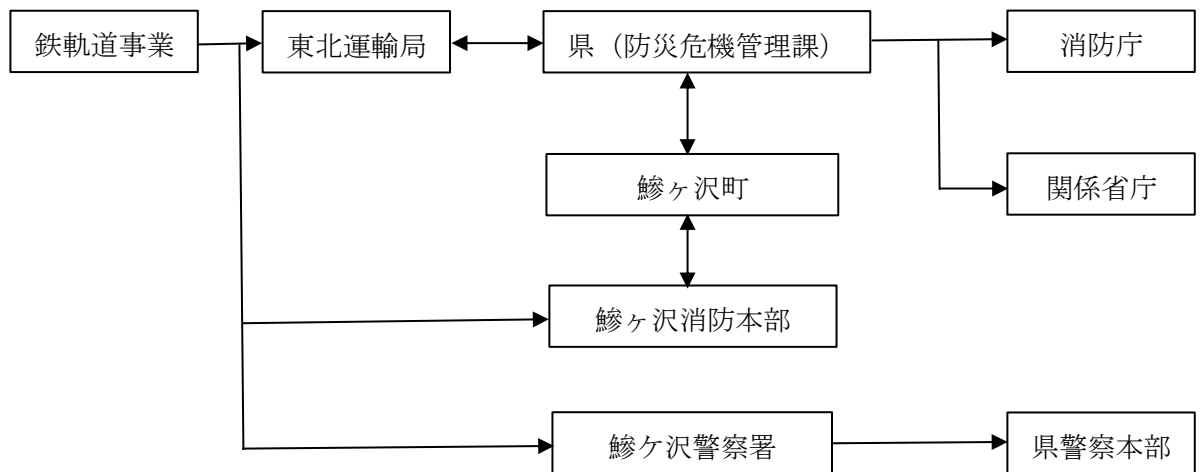 鉄軌道事業
東北運輸局
県（防災危機管理課）
消防庁
鰺ヶ沢町
関係省庁
鰺ヶ沢消防本部
鰺ケ沢警察署
県警察本部